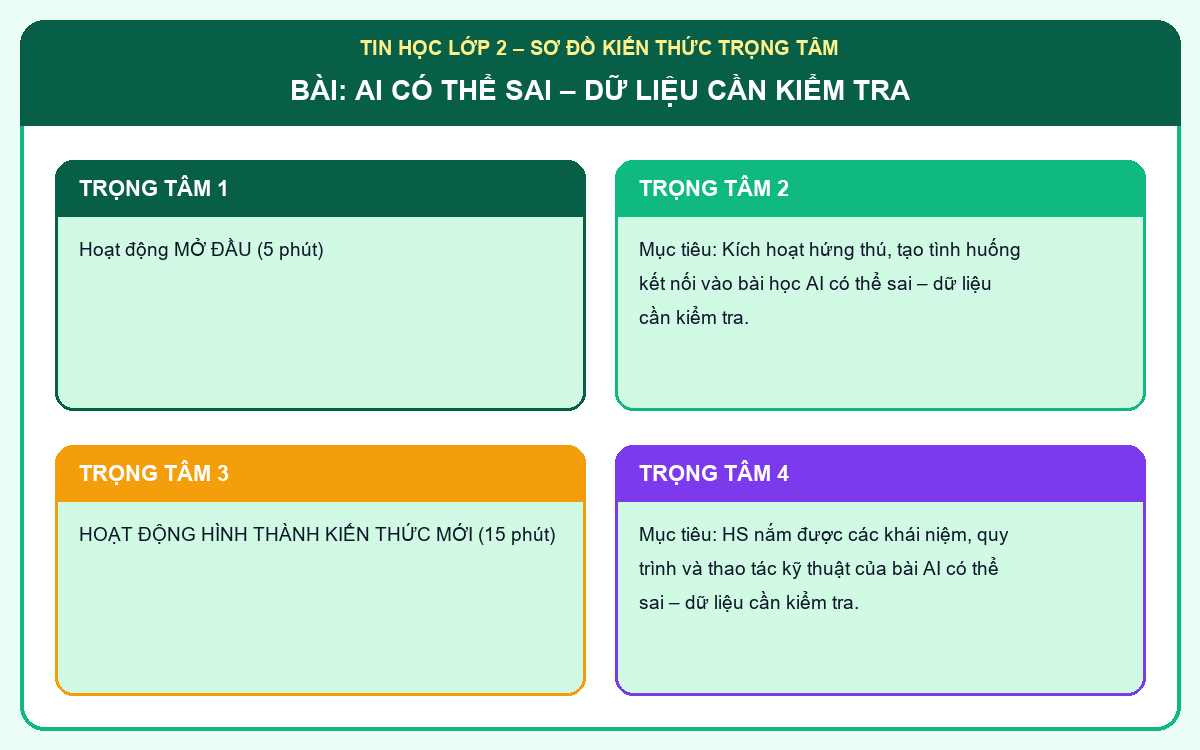 TIN HỌC LỚP 2 – SƠ ĐỒ KIẾN THỨC TRỌNG TÂM
BÀI: AI CÓ THỂ SAI – DỮ LIỆU CẦN KIỂM TRA
TRỌNG TÂM 1
Hoạt động MỞ ĐẦU (5 phút)
TRỌNG TÂM 2
Mục tiêu: Kích hoạt hứng thú, tạo tình huống
kết nối vào bài học AI có thể sai – dữ liệu
cần kiểm tra.
TRỌNG TÂM 3
HOẠT ĐỘNG HÌNH THÀNH KIẾN THỨC MỚI (15 phút)
TRỌNG TÂM 4
Mục tiêu: HS nắm được các khái niệm, quy
trình và thao tác kỹ thuật của bài AI có thể
sai – dữ liệu cần kiểm tra.